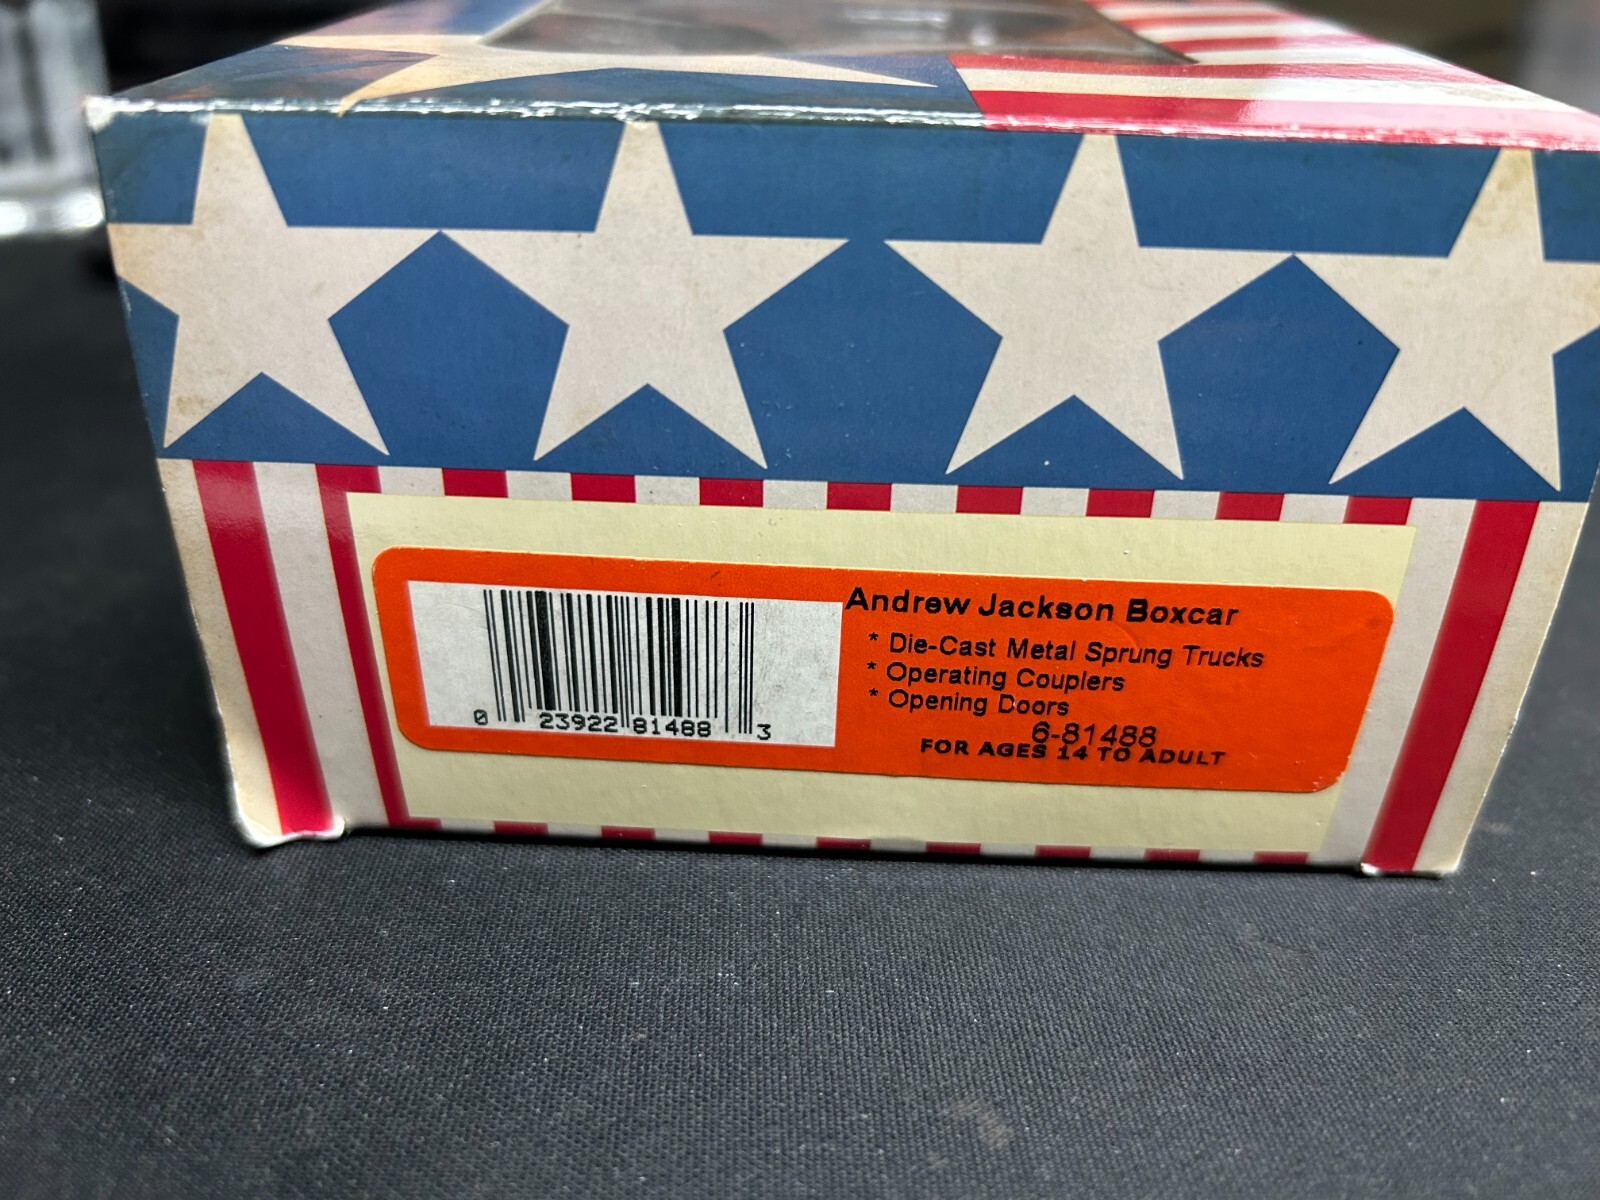 Andrew Jackson Boxcar
* Die-Cast Metal Sprung Trucks
* Operating Couplers
* Opening Doors
6-81488
FOR AGES 14 TO ADULT
0 23922 81488 3